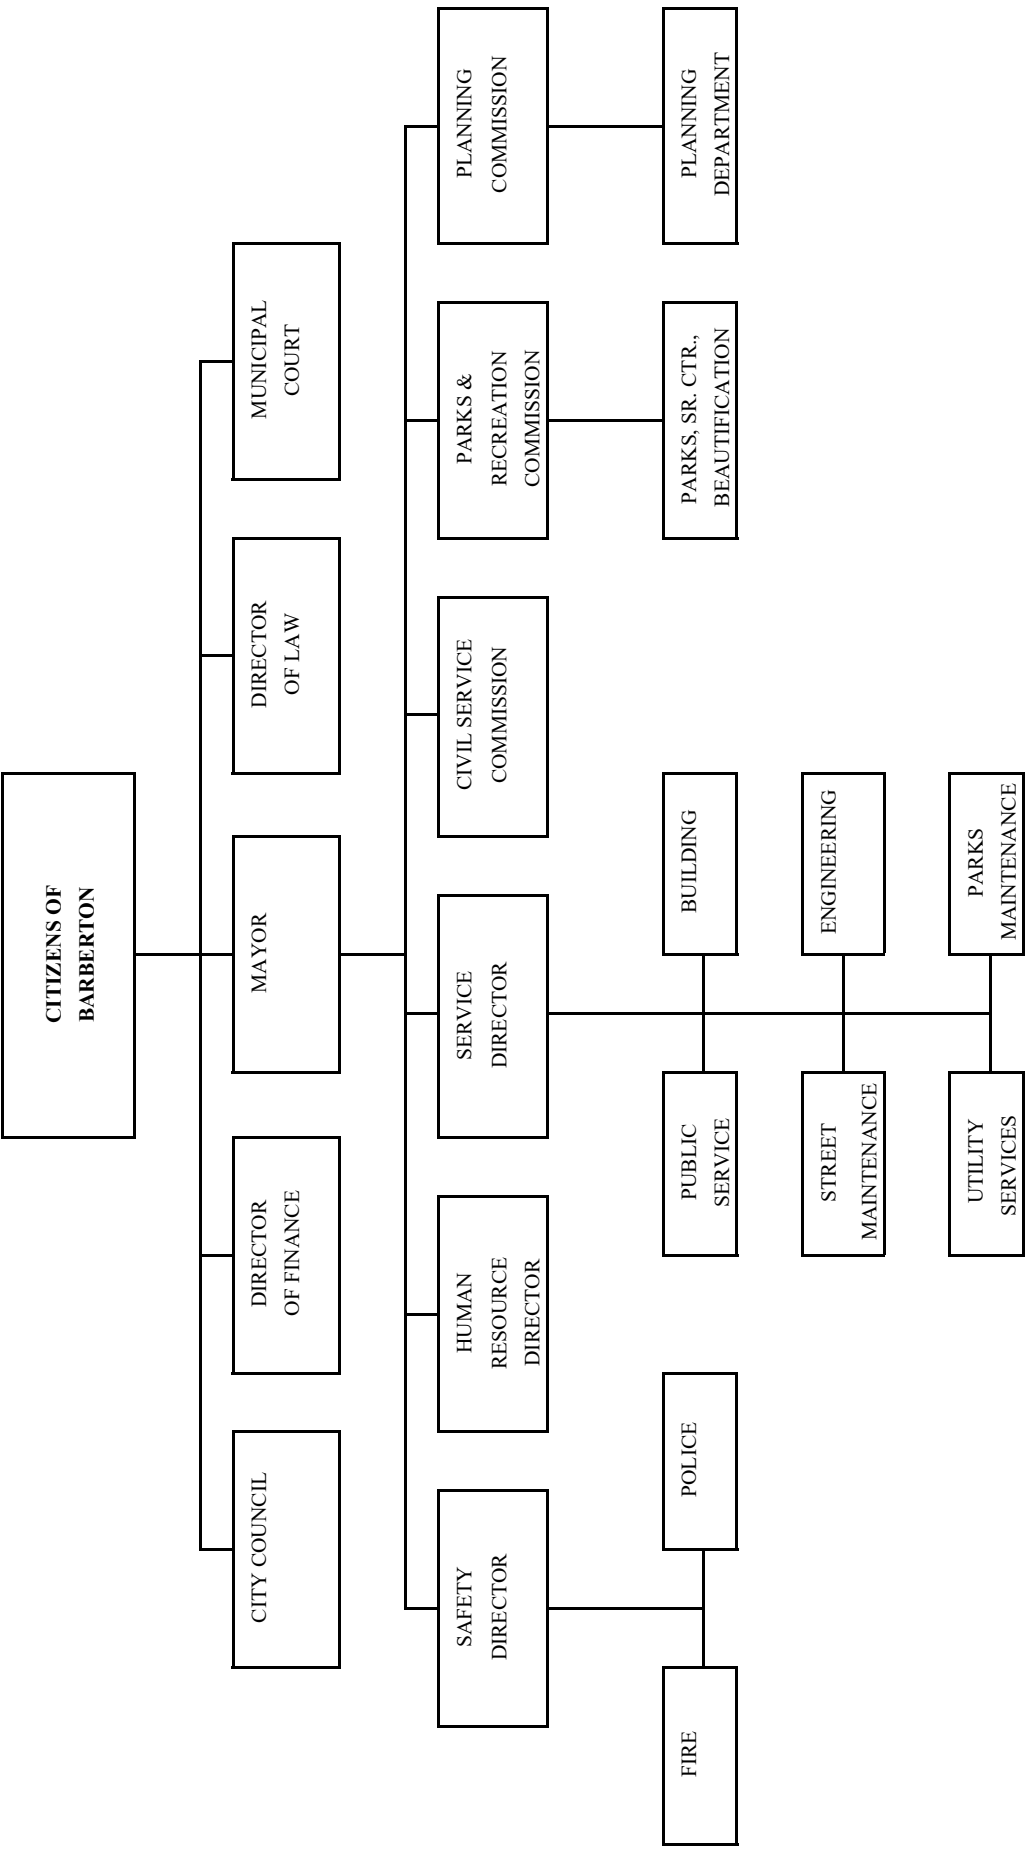 CITIZENS OF
BARBERTON
CITY COUNCIL
DIRECTOR
OF FINANCE
MAYOR
DIRECTOR
OF LAW
MUNICIPAL
COURT
SAFETY
DIRECTOR
HUMAN
RESOURCE
DIRECTOR
SERVICE
DIRECTOR
CIVIL SERVICE
COMMISSION
PARKS &
RECREATION
COMMISSION
PLANNING
COMMISSION
FIRE
POLICE
PUBLIC
SERVICE
BUILDING
PARKS, SR. CTR.,
BEAUTIFICATION
PLANNING
DEPARTMENT
STREET
MAINTENANCE
ENGINEERING
UTILITY
SERVICES
PARKS
MAINTENANCE